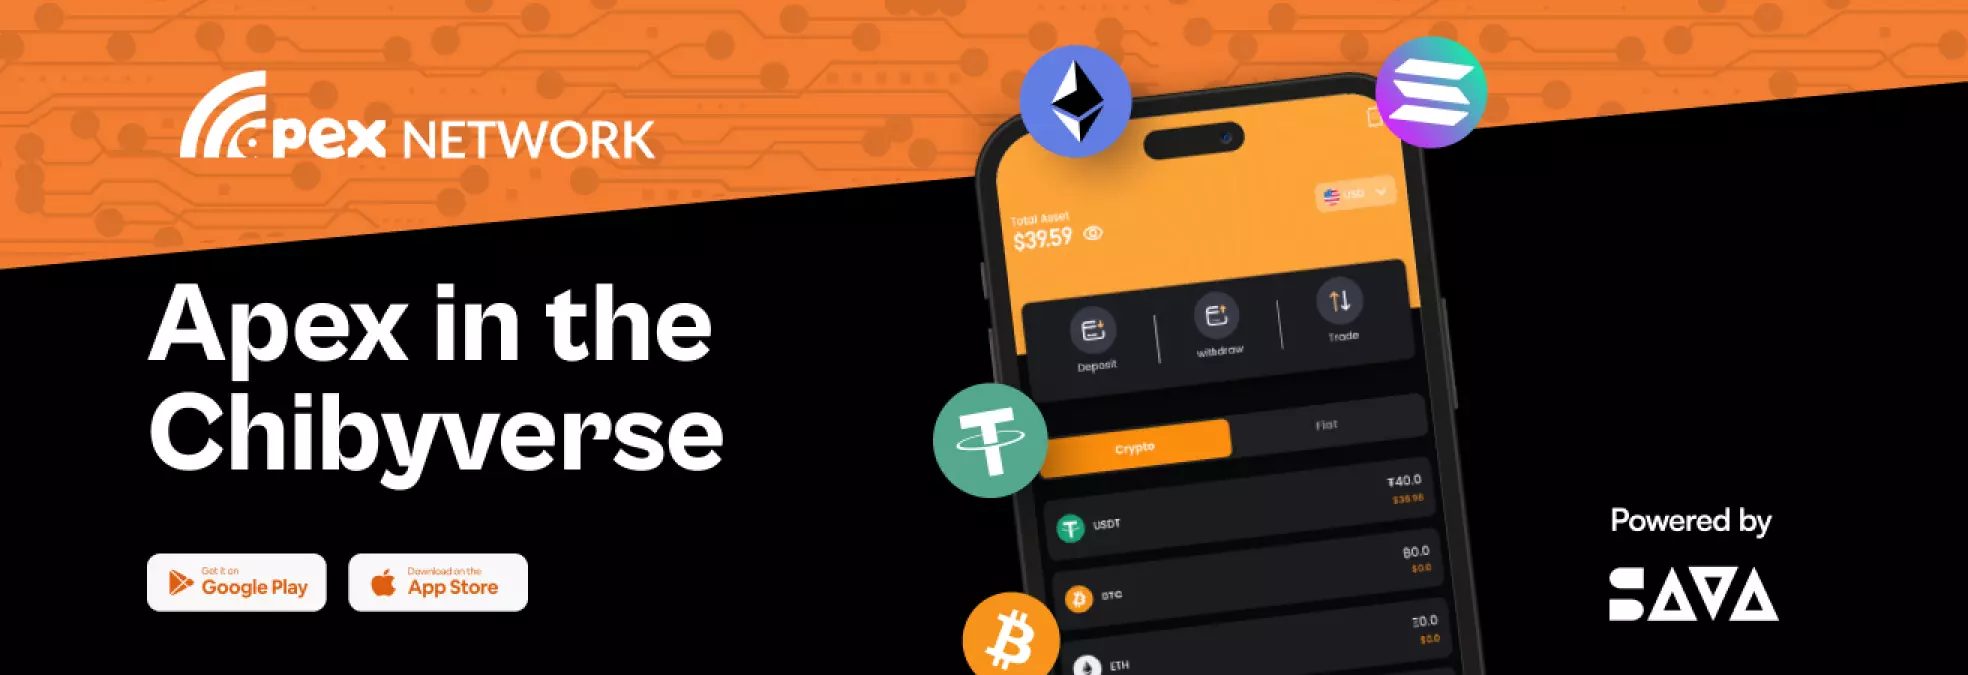 pex NETWORK
Apex in the
Chibyverse
Get it on
Google Play
Download on the
App Store
USD
Total Asset
$39.59
Deposit
withdraw
Trade
Crypto
Fiat
USDT
₮40.0
$38.96
BTC
₿0.0
$0.0
ETH
Ξ0.0
$0.0
Powered by
SAVA